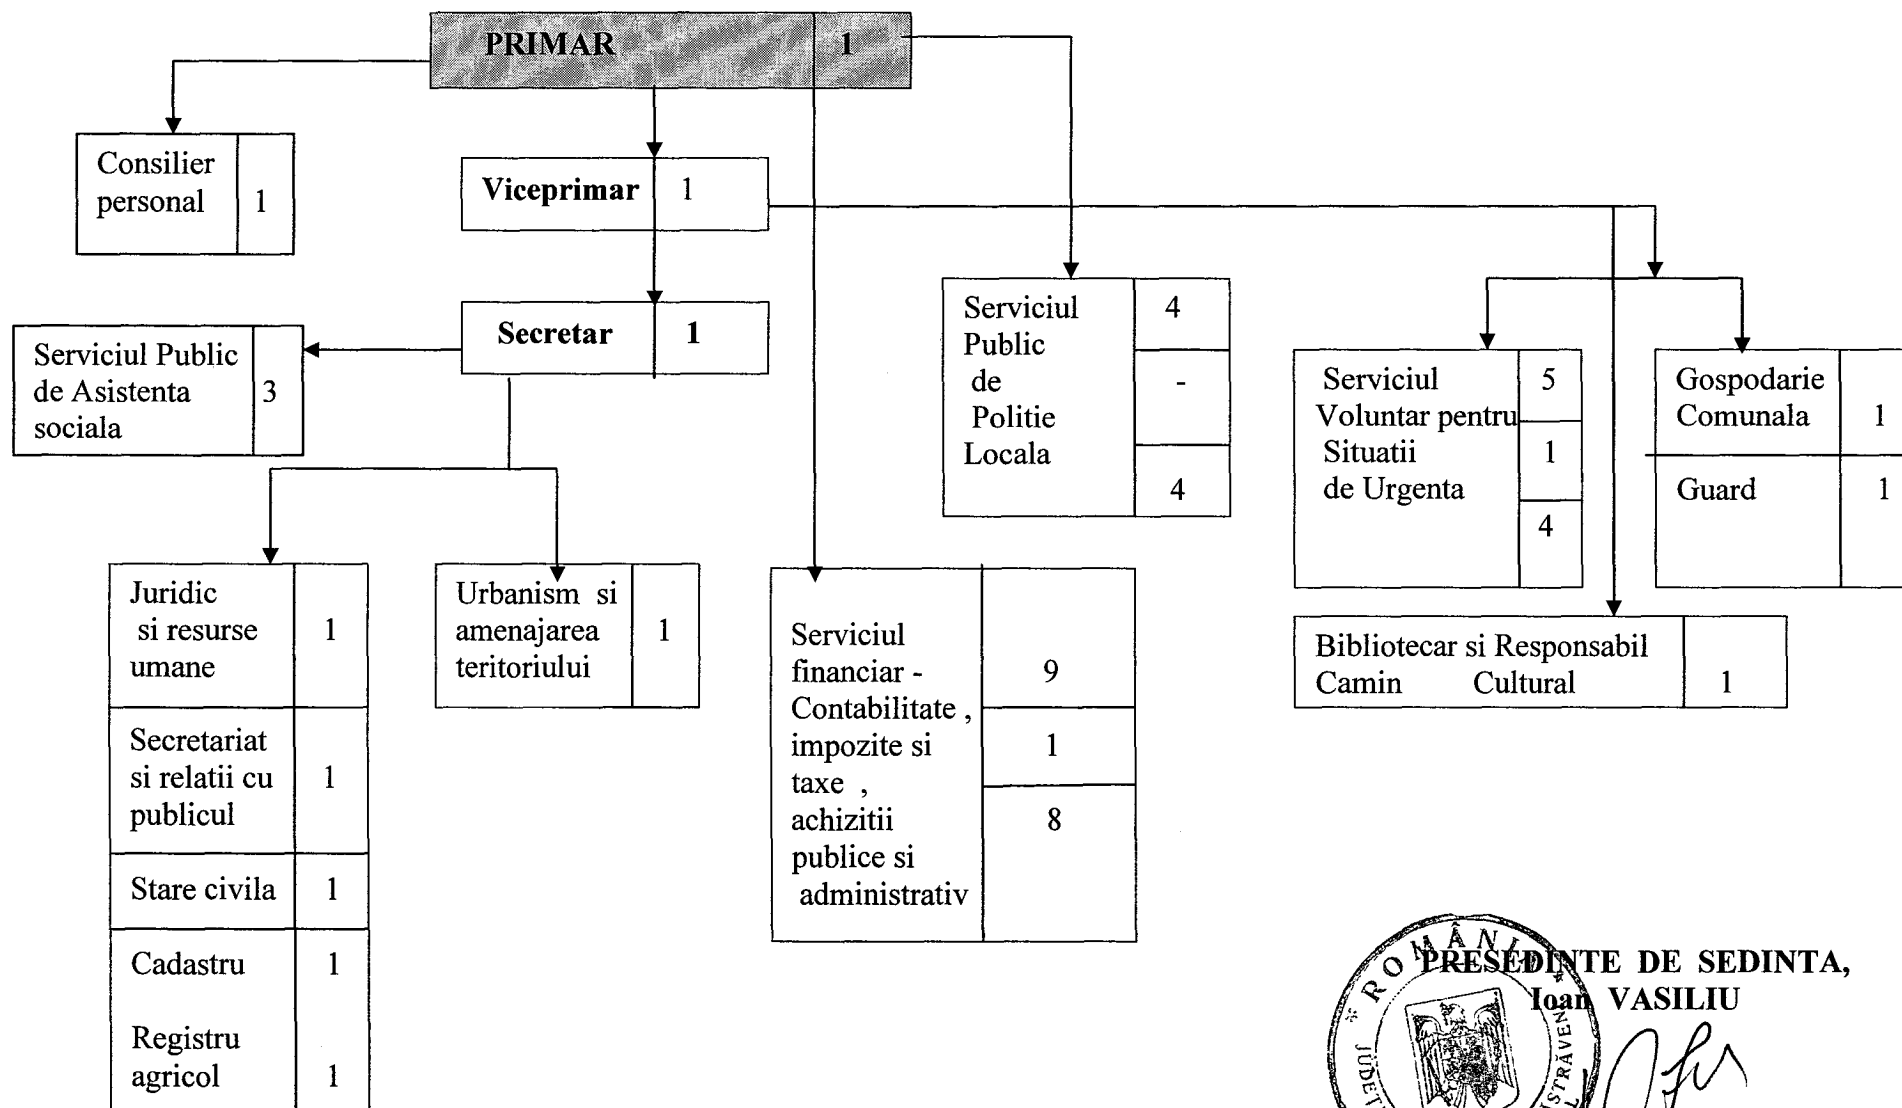 PRIMAR 1
Consilier
personal 1
Viceprimar 1
Secretar 1
Serviciul Public
de Asistenta 3
sociala
Serviciul 4
Public
de -
Politie
Locala
4
Serviciul 5
Voluntar pentru
Situatii 1
de Urgenta
4
Gospodarie
Comunala 1
Guard 1
Bibliotecar si Responsabil
Camin Cultural 1
Juridic
si resurse 1
umane
Secretariat
si relatii cu 1
publicul
Stare civila 1
Cadastru 1
Registru
agricol 1
Urbanism si
amenajarea 1
teritoriului
Serviciul
financiar - 9
Contabilitate ,
impozite si 1
taxe ,
achizitii 8
publice si
administrativ
PRESEDINTE DE SEDINTA,
Ioan VASILIU
* ROMÂNIA *